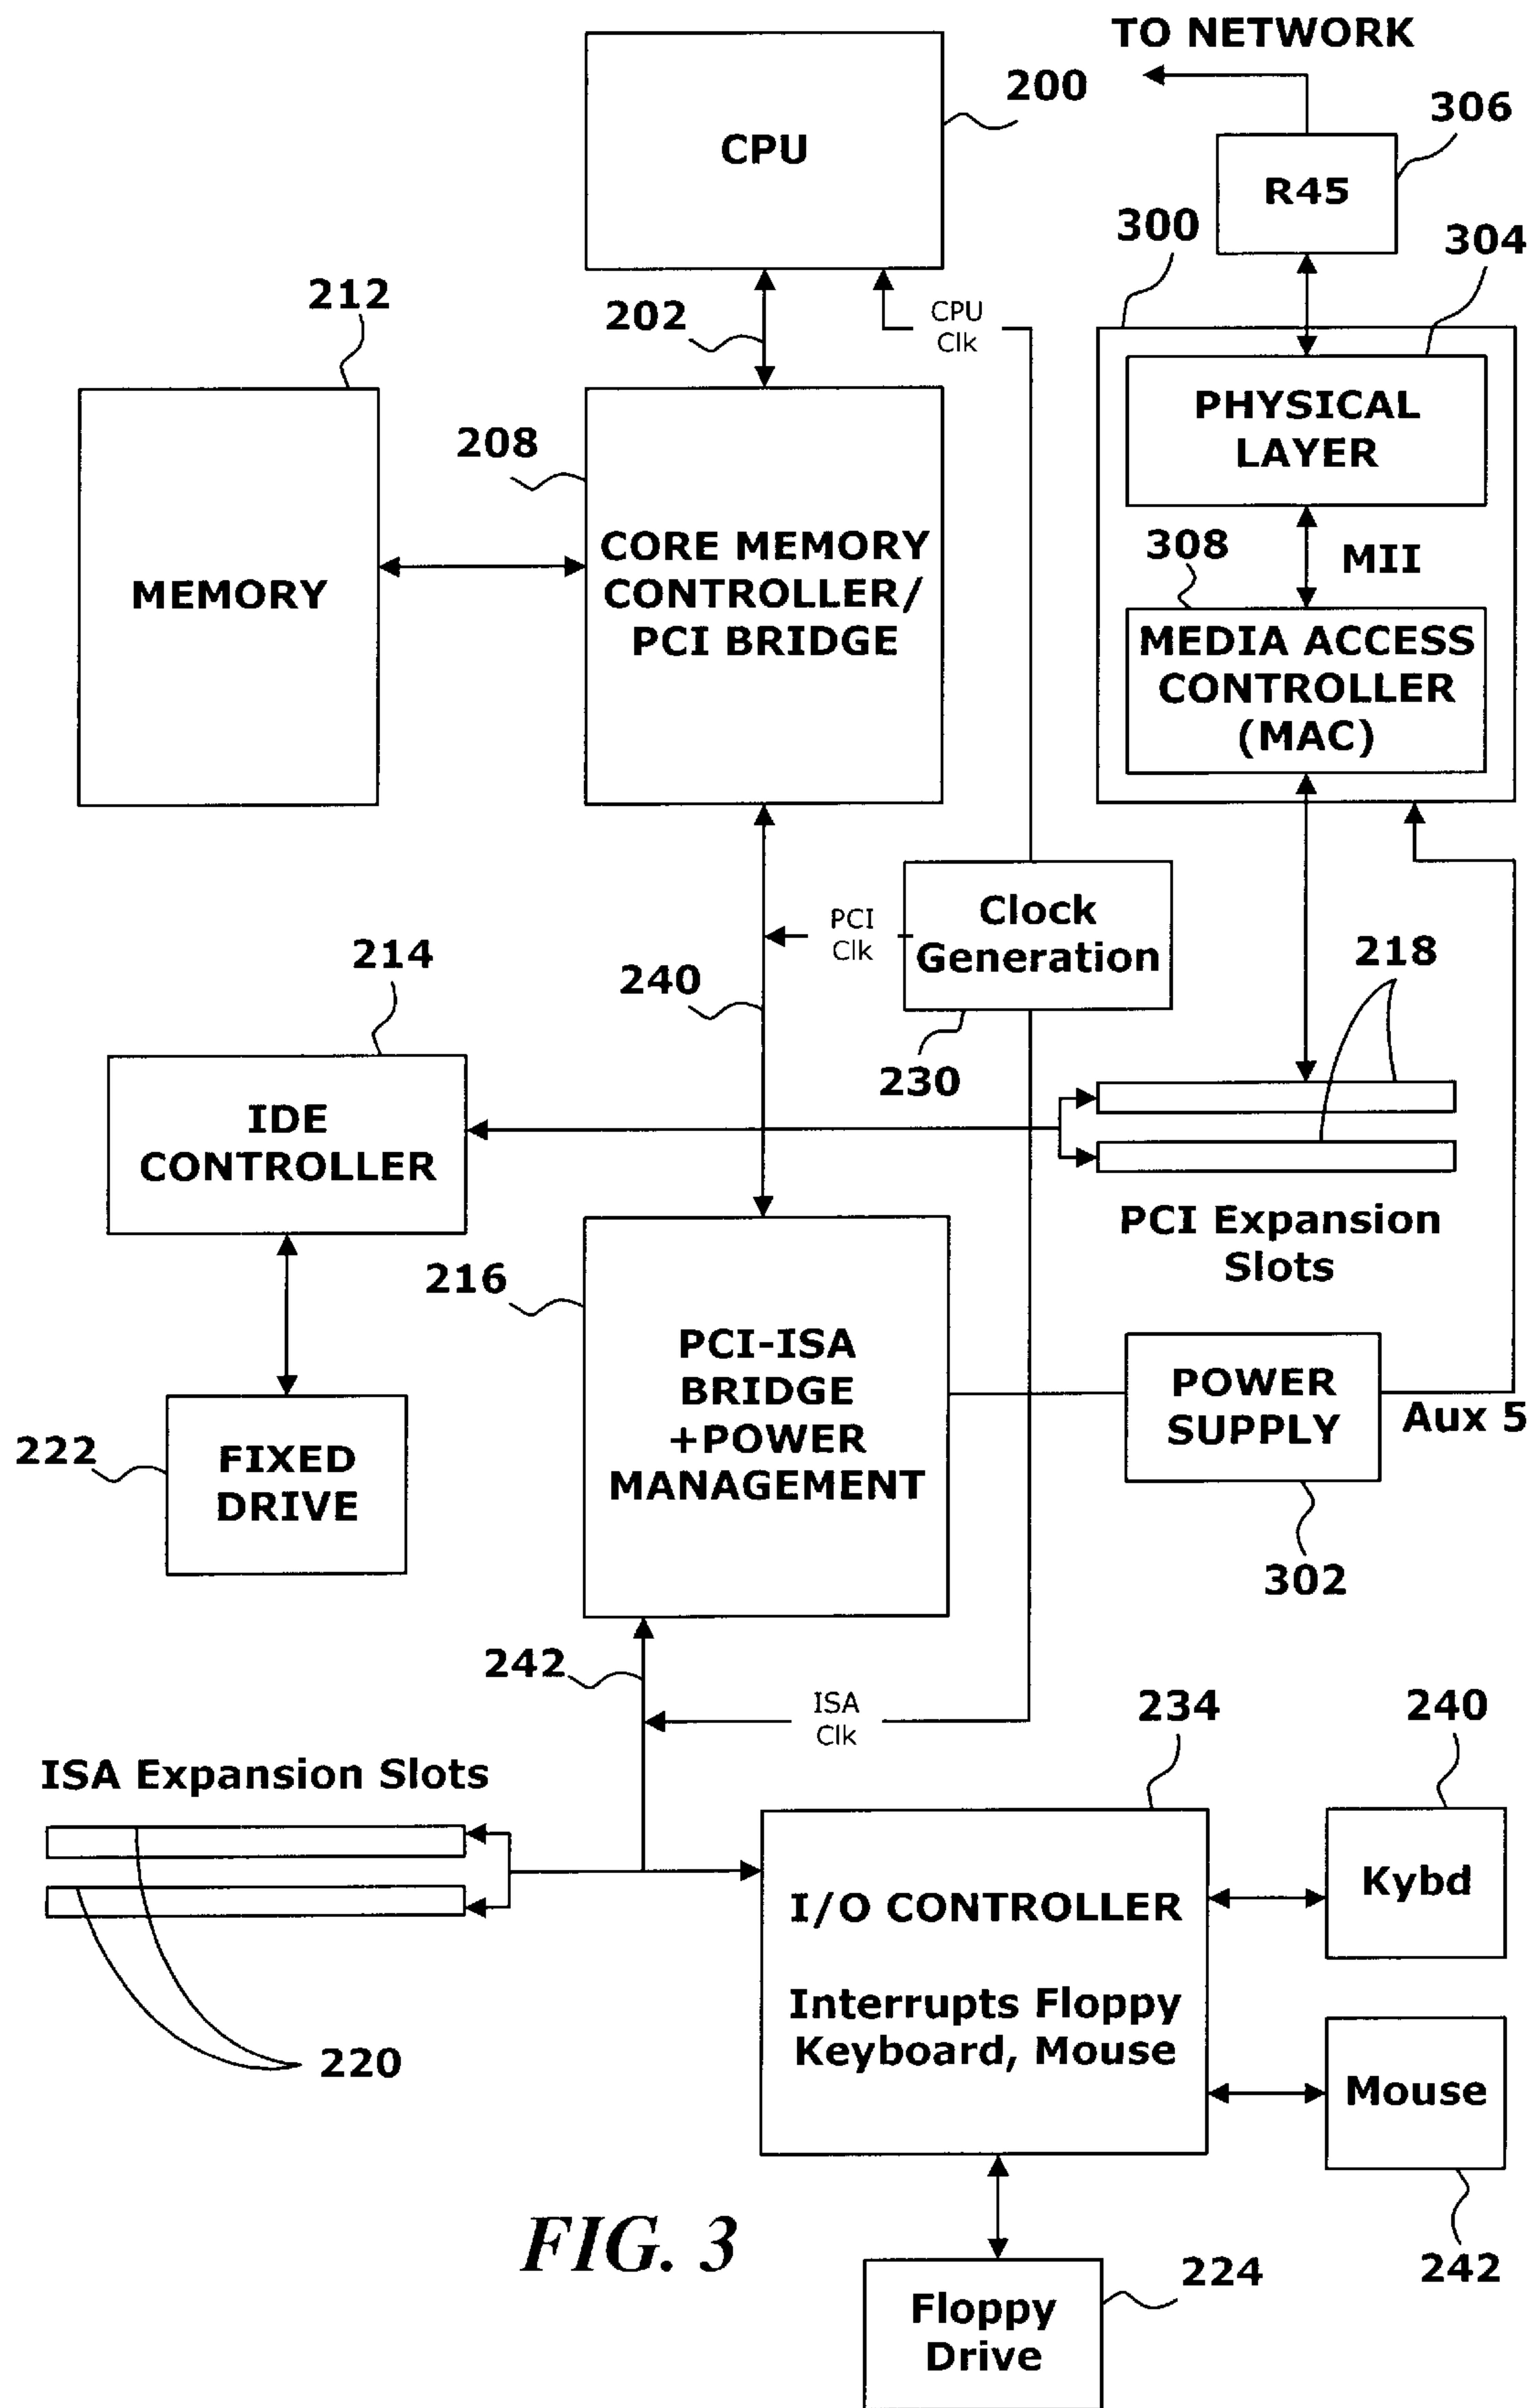 TO NETWORK
200
306
CPU
R45
300
304
212
202
CPU
Clk
208
PHYSICAL
LAYER
MEMORY
CORE MEMORY
CONTROLLER/
PCI BRIDGE
308
MII
MEDIA ACCESS
CONTROLLER
(MAC)
214
240
PCI
Clk
Clock
Generation
218
230
IDE
CONTROLLER
PCI Expansion
Slots
216
PCI-ISA
BRIDGE
+POWER
MANAGEMENT
POWER
SUPPLY
Aux 5
222
FIXED
DRIVE
302
242
ISA
Clk
234
240
ISA Expansion Slots
Kybd
I/O CONTROLLER
Interrupts Floppy
Keyboard, Mouse
220
Mouse
FIG. 3
242
224
Floppy
Drive